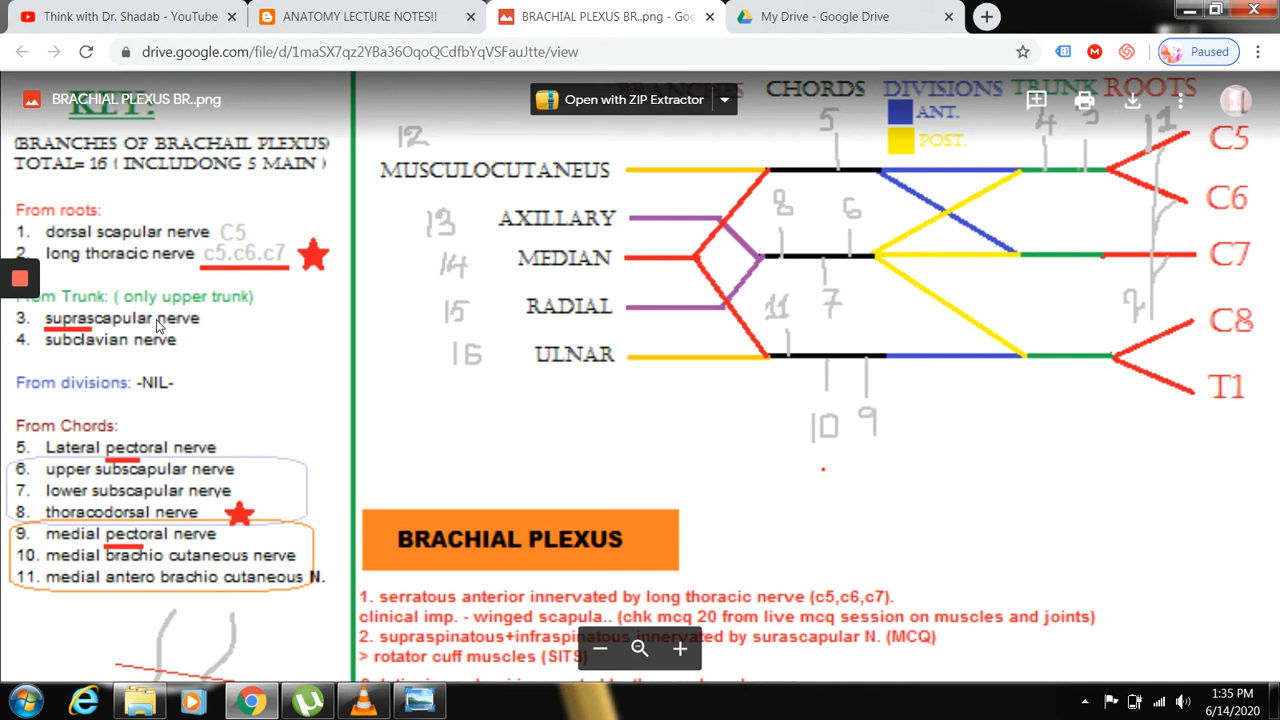 Think with Dr. Shadab - YouTube
ANATOMY LECTURE NOTES!!
BRACHIAL PLEXUS BR..png - Goo
My Drive - Google Drive
drive.google.com/file/d/1maSX7qz2YBa36OqoQCdfbYqVSFauJtte/view
Paused
BRACHIAL PLEXUS BR..png
Open with ZIP Extractor
KEY:
(BRANCHES OF BRACHAIL PLEXUS)
TOTAL= 16 ( INCLUDONG 5 MAIN )
From roots:
1. dorsal scapular nerve C5
2. long thoracic nerve c5.c6.c7
From Trunk: ( only upper trunk)
3. suprascapular nerve
4. subclavian nerve
From divisions: -NIL-
From Chords:
5. Lateral pectoral nerve
6. upper subscapular nerve
7. lower subscapular nerve
8. thoracodorsal nerve
9. medial pectoral nerve
10. medial brachio cutaneous nerve
11. medial antero brachio cutaneous N.
BRANCHES CHORDS DIVISIONS TRUNK ROOTS
ANT.
POST.
5 4 3 1
12 MUSCULOCUTANEUS
C5
C6
8 6
13 AXILLARY
14 MEDIAN
C7
15 RADIAL
11 7 2
C8
16 ULNAR
T1
10 9
BRACHIAL PLEXUS
1. serratous anterior innervated by long thoracic nerve (c5,c6,c7).
clinical imp. - winged scapula.. (chk mcq 20 from live mcq session on muscles and joints)
2. supraspinatous+infraspinatous innervated by surascapular N. (MCQ)
> rotator cuff muscles (SITS)
1:35 PM
6/14/2020